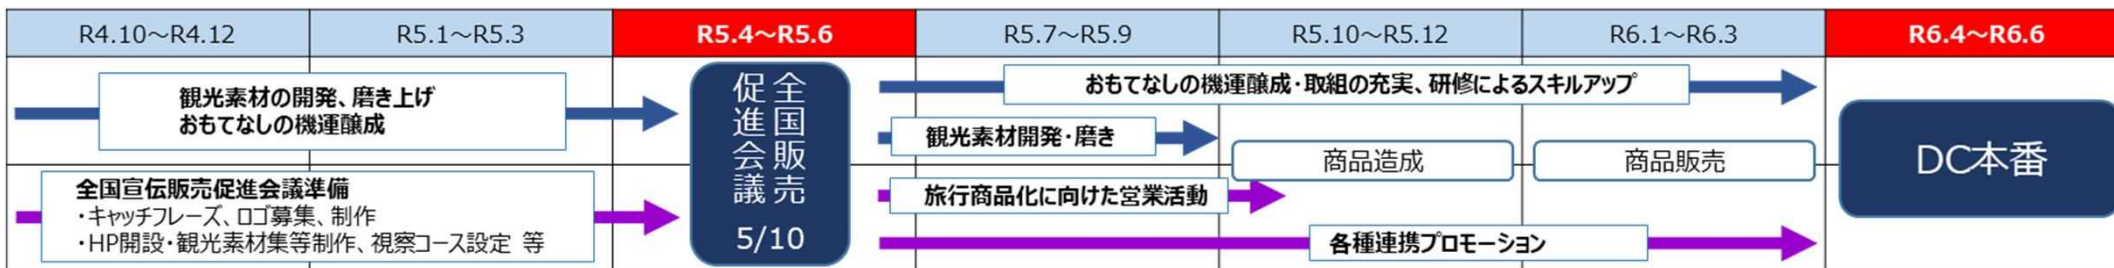 R4.10～R4.12
R5.1～R5.3
R5.4～R5.6
R5.7～R5.9
R5.10～R5.12
R6.1～R6.3
R6.4～R6.6
観光素材の開発、磨き上げ
おもてなしの機運醸成
全国宣伝販売促進会議準備
・キャッチフレーズ、ロゴ募集、制作
・HP開設・観光素材集等制作、視察コース設定 等
全国販売
促進会議
5/10
おもてなしの機運醸成・取組の充実、研修によるスキルアップ
観光素材開発・磨き
旅行商品化に向けた営業活動
各種連携プロモーション
商品造成
商品販売
DC本番